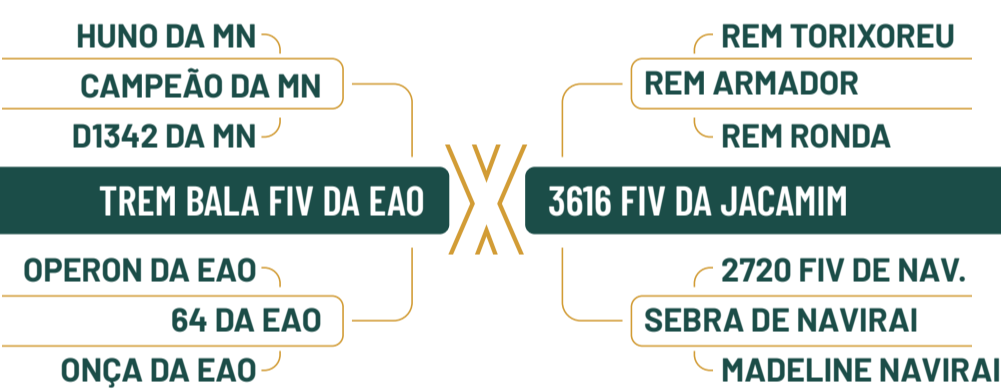 HUNO DA MN
CAMPEÃO DA MN
D1342 DA MN
TREM BALA FIV DA EAO
OPERON DA EAO
64 DA EAO
ONÇA DA EAO
X
REM TORIXOREU
REM ARMADOR
REM RONDA
3616 FIV DA JACAMIM
2720 FIV DE NAV.
SEBRA DE NAVIRAI
MADELINE NAVIRAI